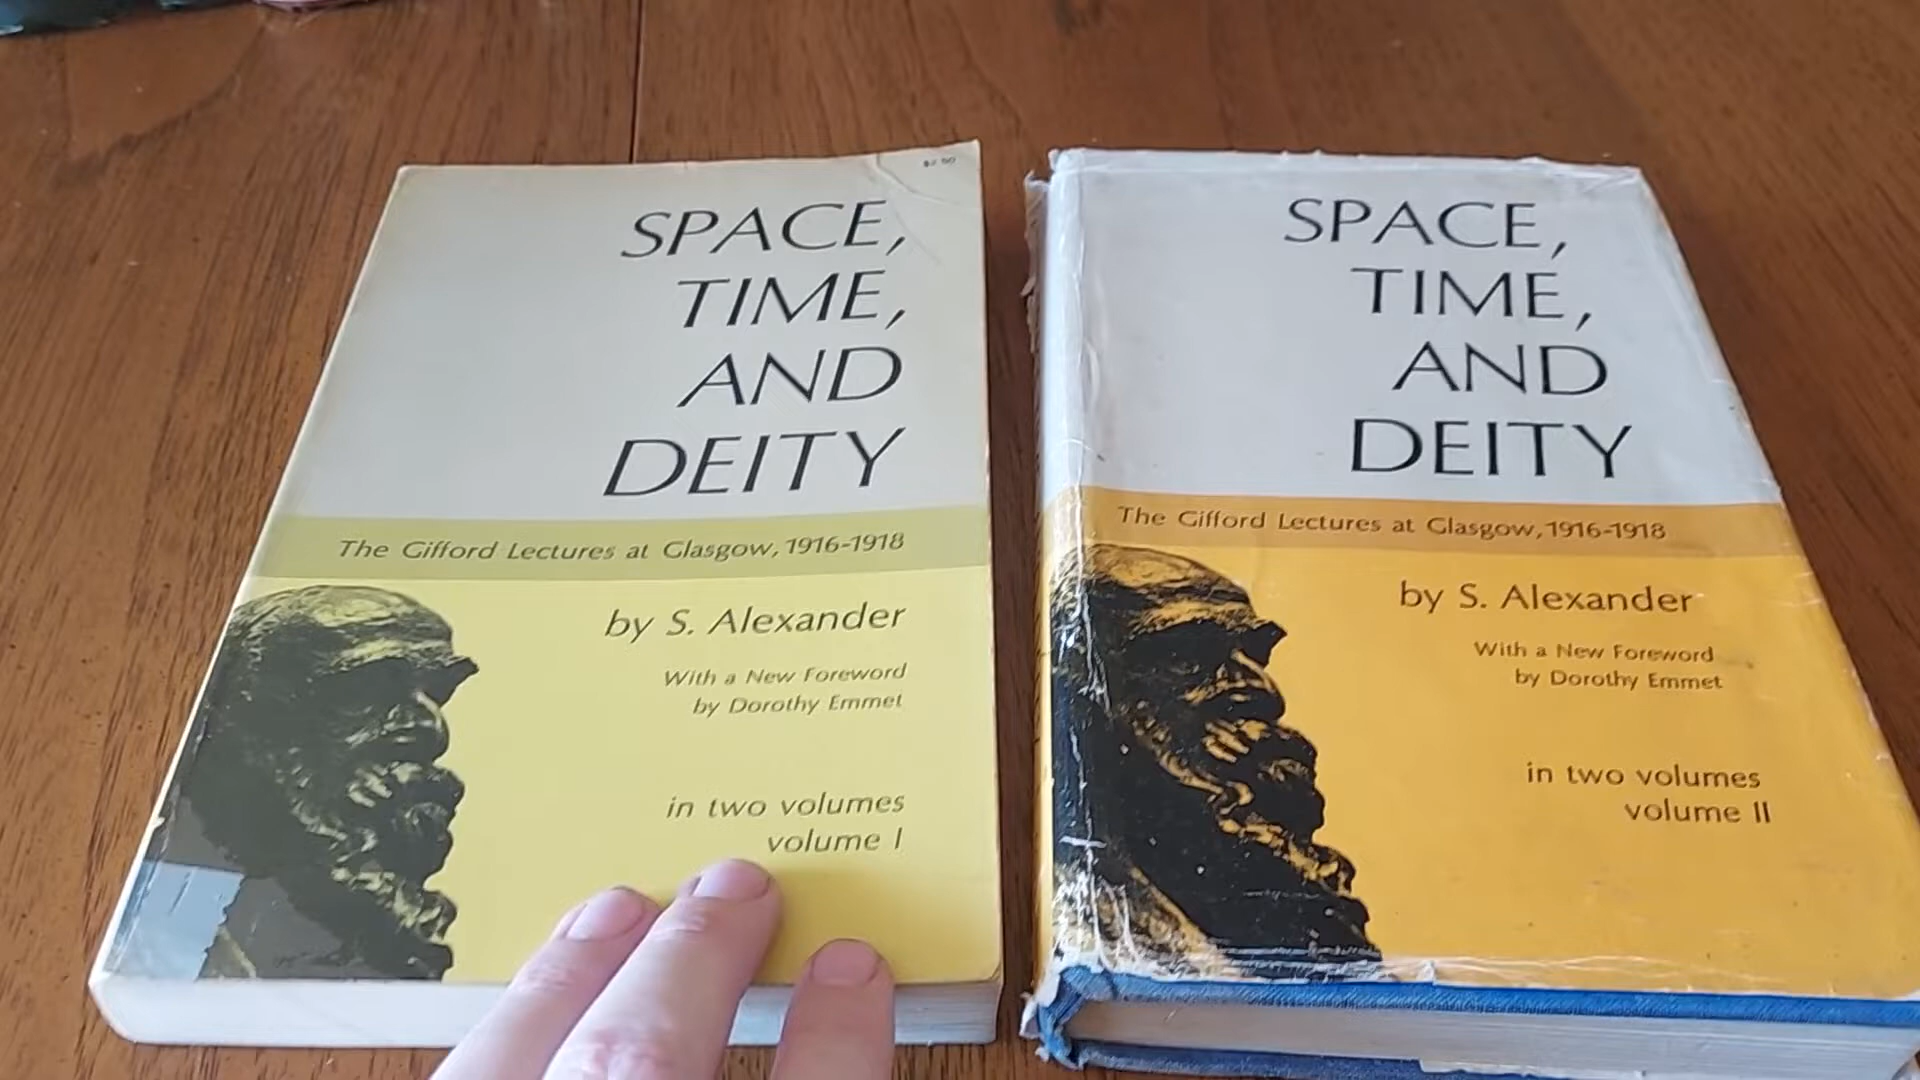 $2.50
SPACE,
TIME,
AND
DEITY
The Gifford Lectures at Glasgow, 1916-1918
by S. Alexander
With a New Foreword
by Dorothy Emmet
in two volumes
volume I
SPACE,
TIME,
AND
DEITY
The Gifford Lectures at Glasgow, 1916-1918
by S. Alexander
With a New Foreword
by Dorothy Emmet
in two volumes
volume II